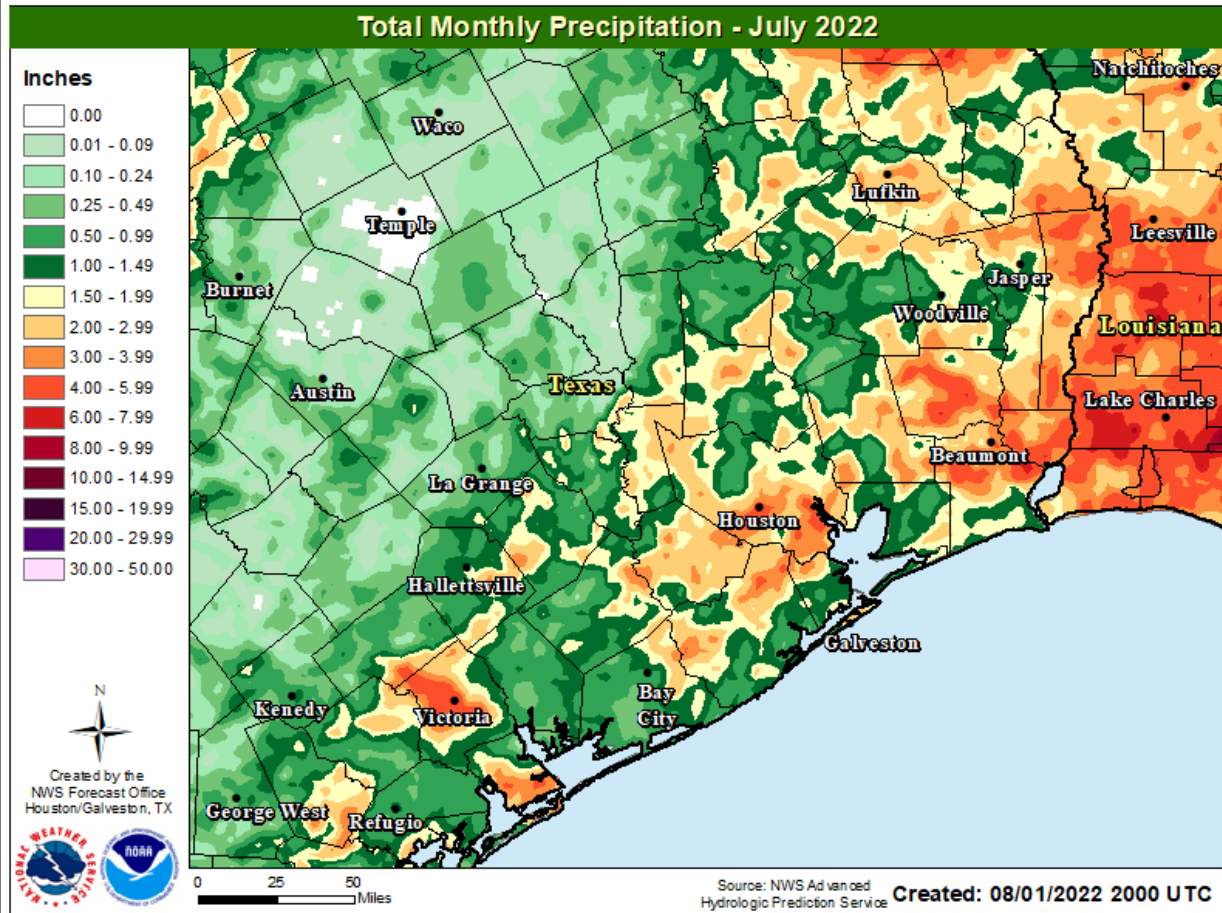 Total Monthly Precipitation - July 2022
Inches
0.00
0.01 - 0.09
0.10 - 0.24
0.25 - 0.49
0.50 - 0.99
1.00 - 1.49
1.50 - 1.99
2.00 - 2.99
3.00 - 3.99
4.00 - 5.99
6.00 - 7.99
8.00 - 9.99
10.00 - 14.99
15.00 - 19.99
20.00 - 29.99
30.00 - 50.00
Natchitoches
Waco
Lufkin
Temple
Leesville
Burnet
Jasper
Woodville
Louisiana
Austin
Texas
Lake Charles
Beaumont
La Grange
Houston
Hallettsville
Galveston
Kenedy
Victoria
Bay
City
George West
Refugio
N
Created by the
NWS Forecast Office
Houston/Galveston, TX
NATIONAL WEATHER SERVICE
NOAA
0 25 50
Miles
Source: NWS Advanced
Hydrologic Prediction Service
Created: 08/01/2022 2000 UTC